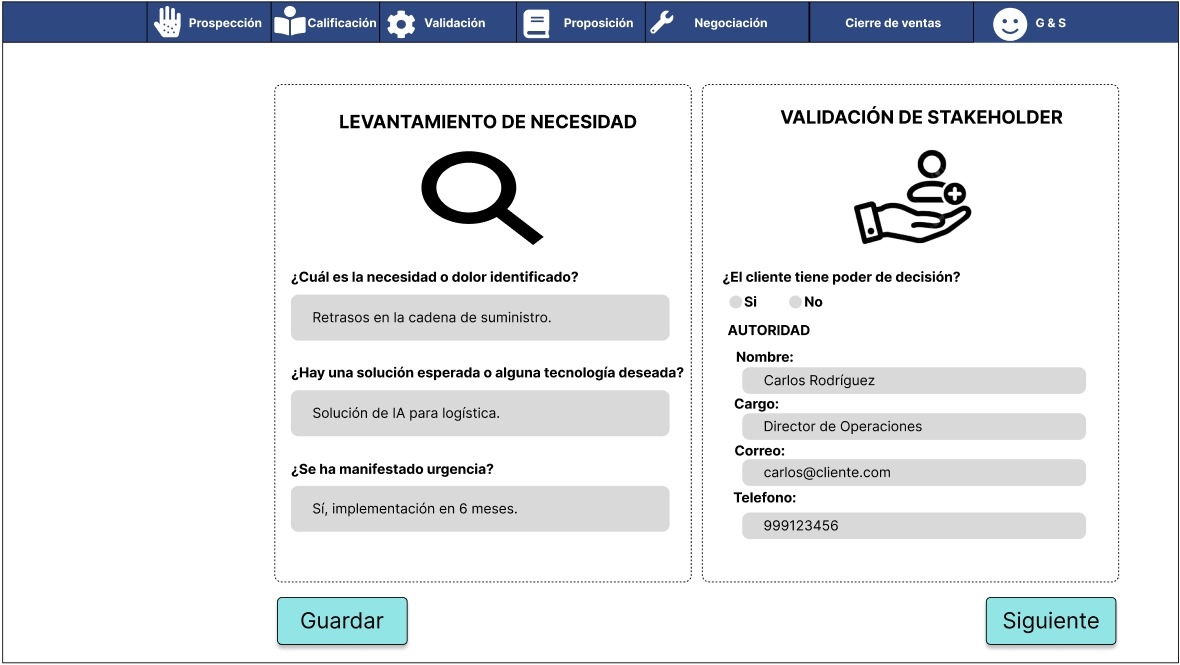 Prospección
Calificación
Validación
Proposición
Negociación
Cierre de ventas
G & S
LEVANTAMIENTO DE NECESIDAD
¿Cuál es la necesidad o dolor identificado?
Retrasos en la cadena de suministro.
¿Hay una solución esperada o alguna tecnología deseada?
Solución de IA para logística.
¿Se ha manifestado urgencia?
Sí, implementación en 6 meses.
VALIDACIÓN DE STAKEHOLDER
¿El cliente tiene poder de decisión?
Si No
AUTORIDAD
Nombre:
Carlos Rodríguez
Cargo:
Director de Operaciones
Correo:
carlos@cliente.com
Telefono:
999123456
Guardar
Siguiente